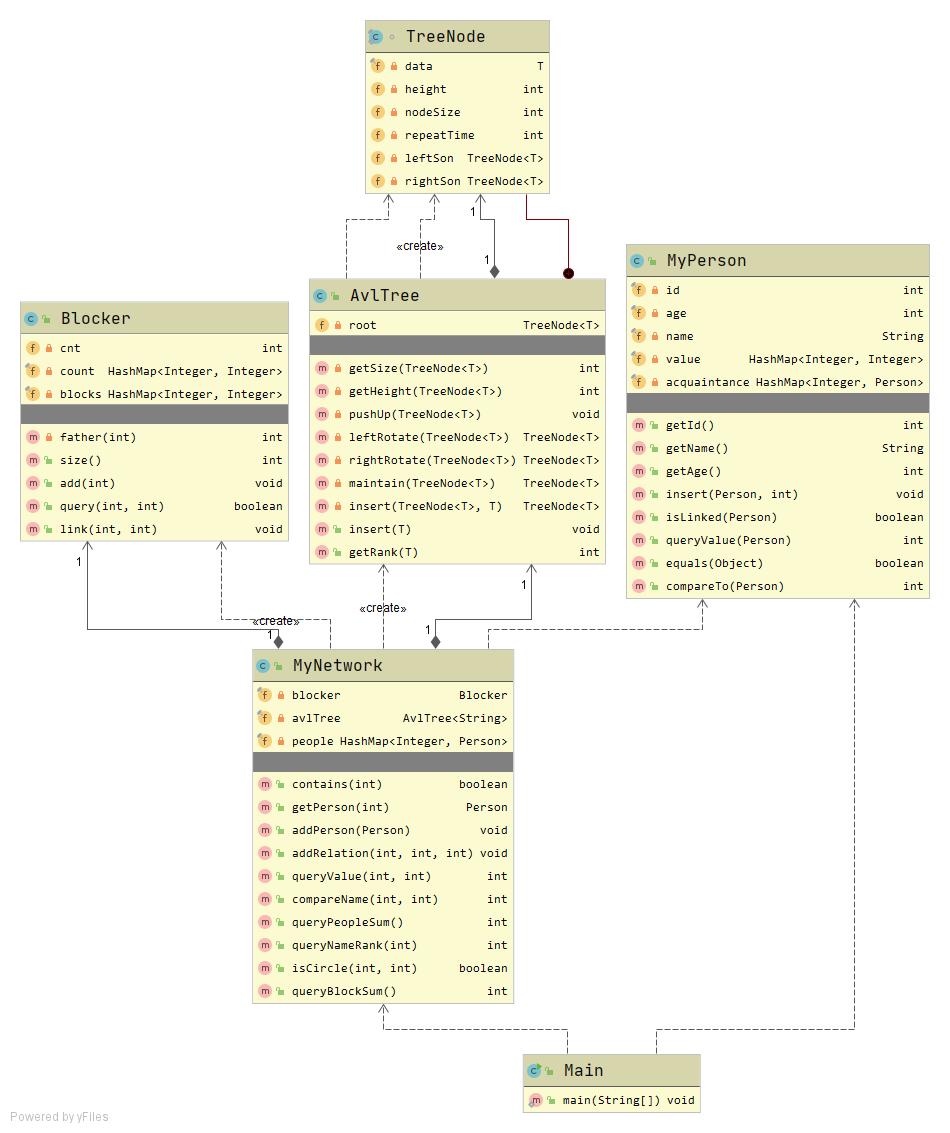 TreeNode
data T
height int
nodeSize int
repeatTime int
leftSon TreeNode<T>
rightSon TreeNode<T>
1
«create»
1
MyPerson
id int
age int
name String
value HashMap<Integer, Integer>
acquaintance HashMap<Integer, Person>
getId() int
getName() String
getAge() int
insert(Person, int) void
isLinked(Person) boolean
queryValue(Person) int
equals(Object) boolean
compareTo(Person) int
AvlTree
root TreeNode<T>
getSize(TreeNode<T>) int
getHeight(TreeNode<T>) int
pushUp(TreeNode<T>) void
leftRotate(TreeNode<T>) TreeNode<T>
rightRotate(TreeNode<T>) TreeNode<T>
maintain(TreeNode<T>) TreeNode<T>
insert(TreeNode<T>, T) TreeNode<T>
insert(T) void
getRank(T) int
Blocker
cnt int
count HashMap<Integer, Integer>
blocks HashMap<Integer, Integer>
father(int) int
size() int
add(int) void
query(int, int) boolean
link(int, int) void
1
1
«create»
«create»
1
1
MyNetwork
blocker Blocker
avlTree AvlTree<String>
people HashMap<Integer, Person>
contains(int) boolean
getPerson(int) Person
addPerson(Person) void
addRelation(int, int, int) void
queryValue(int, int) int
compareName(int, int) int
queryPeopleSum() int
queryNameRank(int) int
isCircle(int, int) boolean
queryBlockSum() int
Main
main(String[]) void
Powered by yFiles